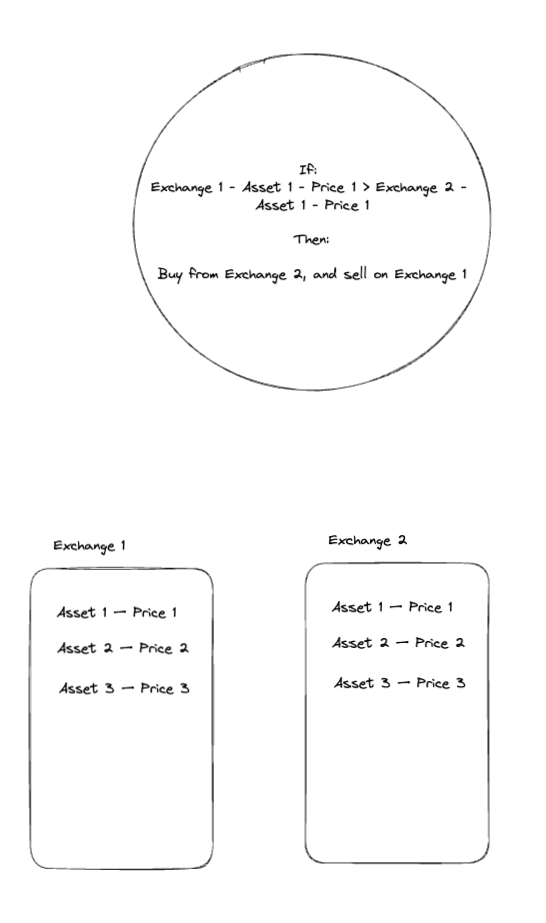 If:
Exchange 1 - Asset 1 - Price 1 > Exchange 2 -
Asset 1 - Price 1
Then:
Buy from Exchange 2, and sell on Exchange 1
Exchange 1
Asset 1 — Price 1
Asset 2 — Price 2
Asset 3 — Price 3
Exchange 2
Asset 1 — Price 1
Asset 2 — Price 2
Asset 3 — Price 3